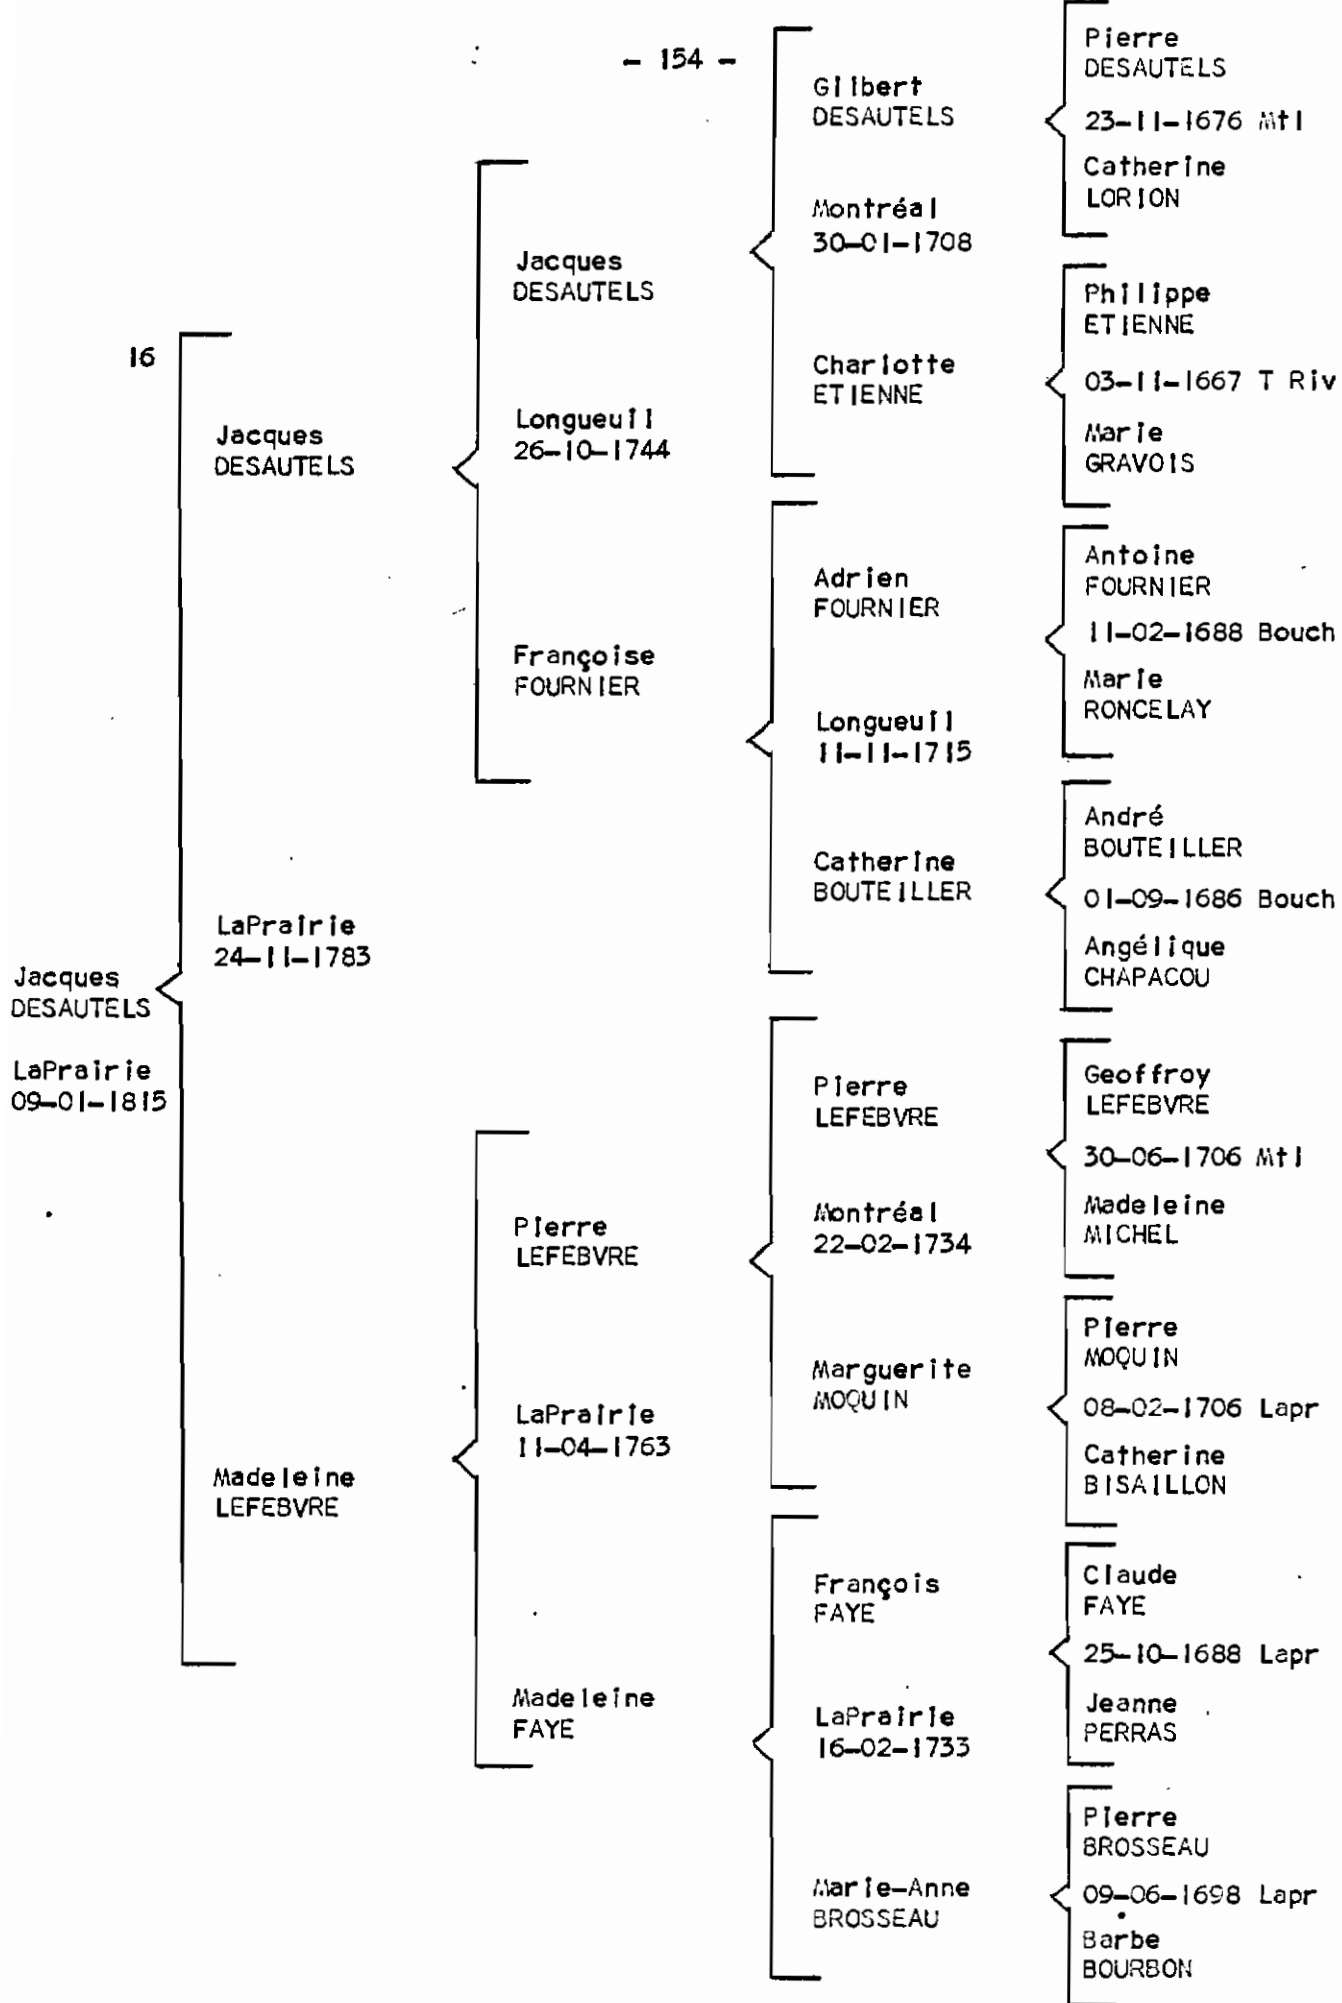 - 154 -
16
Jacques
DESAUTELS
LaPrairie
09-01-1815
Jacques
DESAUTELS
LaPrairie
24-11-1783
Madeleine
LEFEBVRE
Jacques
DESAUTELS
Longueuil
26-10-1744
Françoise
FOURNIER
Pierre
LEFEBVRE
LaPrairie
11-04-1763
Madeleine
FAYE
Gilbert
DESAUTELS
Montréal
30-01-1708
Charlotte
ETIENNE
Adrien
FOURNIER
Longueuil
11-11-1715
Catherine
BOUTEILLER
Pierre
LEFEBVRE
Montréal
22-02-1734
Marguerite
MOQUIN
François
FAYE
LaPrairie
16-02-1733
Marie-Anne
BROSSEAU
Pierre
DESAUTELS
23-11-1676 Mtl
Catherine
LORION
Philippe
ETIENNE
03-11-1667 T Riv
Marie
GRAVOIS
Antoine
FOURNIER
11-02-1688 Bouch
Marie
RONCELAY
André
BOUTEILLER
01-09-1686 Bouch
Angélique
CHAPACOU
Geoffroy
LEFEBVRE
30-06-1706 Mtl
Madeleine
MICHEL
Pierre
MOQUIN
08-02-1706 Lapr
Catherine
BISAILLON
Claude
FAYE
25-10-1688 Lapr
Jeanne
PERRAS
Pierre
BROSSEAU
09-06-1698 Lapr
Barbe
BOURBON